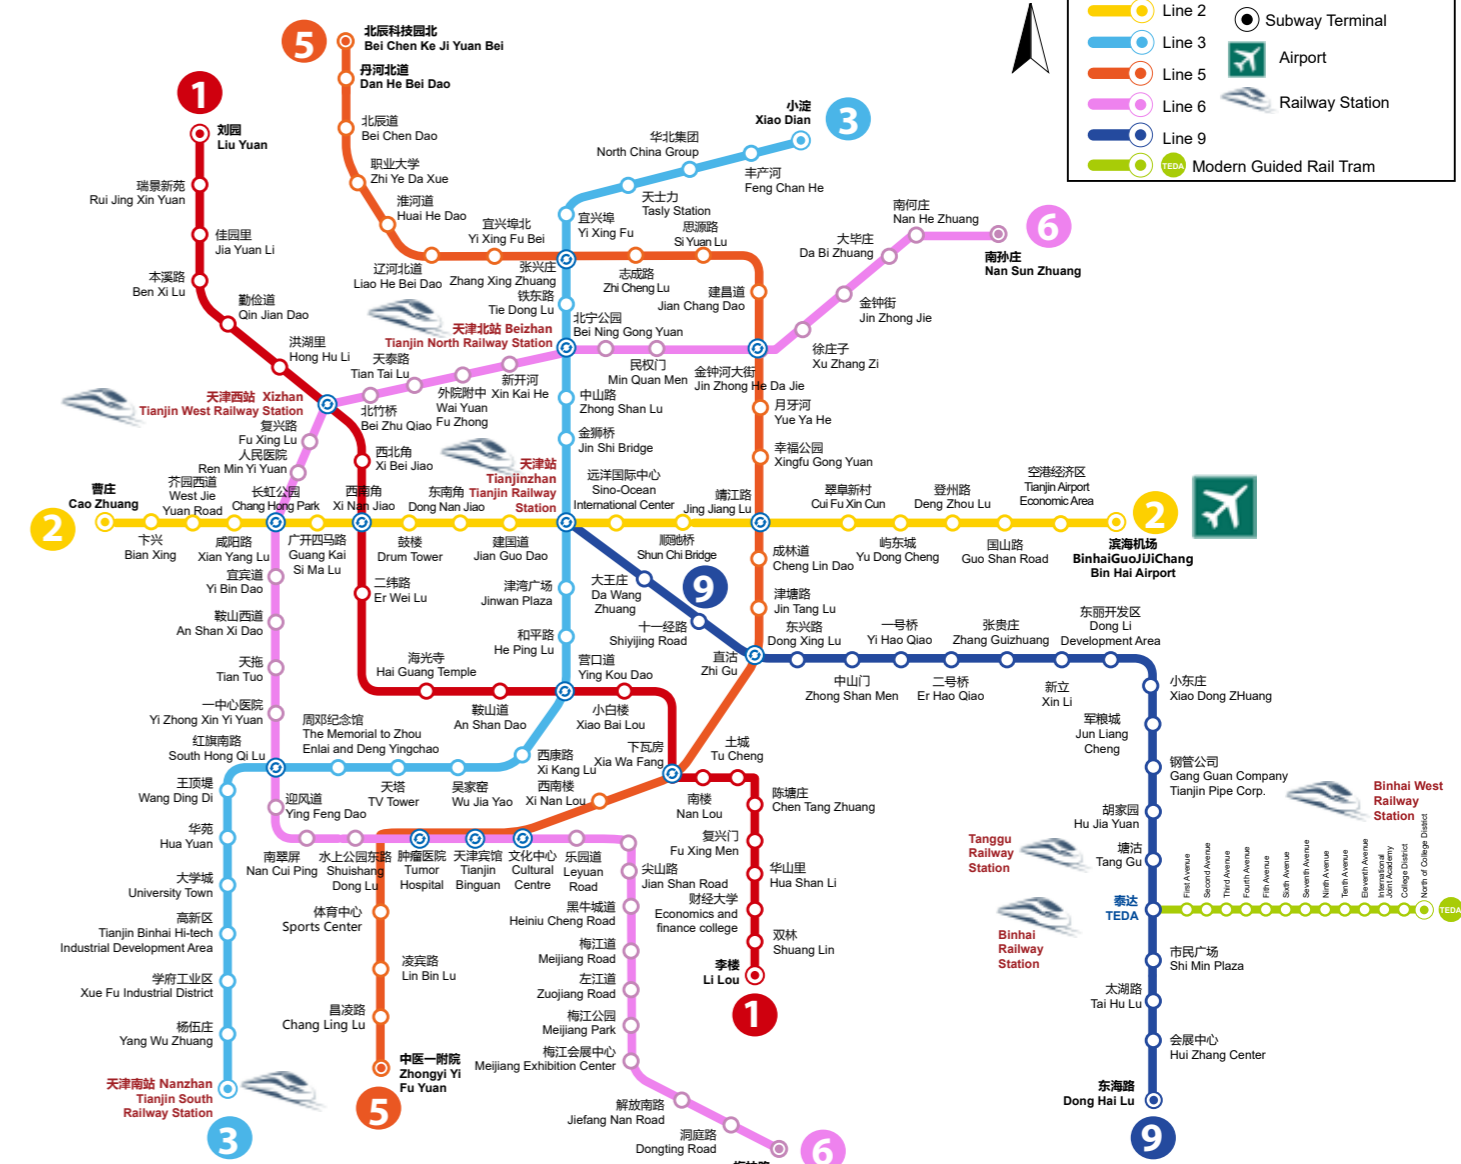 Line 2
Line 3
Line 5
Line 6
Line 9
TEDA
Modern Guided Rail Tram
Subway Terminal
Airport
Railway Station
5
北辰科技园北
Bei Chen Ke Ji Yuan Bei
丹河北道
Dan He Bei Dao
北辰道
Bei Chen Dao
职业大学
Zhi Ye Da Xue
淮河道
Huai He Dao
辽河北道
Liao He Bei Dao
宜兴埠北
Yi Xing Fu Bei
张兴庄
Zhang Xing Zhuang
志成路
Zhi Cheng Lu
思源路
Si Yuan Lu
建昌道
Jian Chang Dao
1
刘园
Liu Yuan
瑞景新苑
Rui Jing Xin Yuan
佳园里
Jia Yuan Li
本溪路
Ben Xi Lu
勤俭道
Qin Jian Dao
洪湖里
Hong Hu Li
3
小淀
Xiao Dian
丰产河
Feng Chan He
华北集团
North China Group
天士力
Tasly Station
宜兴埠
Yi Xing Fu
铁东路
Tie Dong Lu
6
南孙庄
Nan Sun Zhuang
南何庄
Nan He Zhuang
大毕庄
Da Bi Zhuang
金钟街
Jin Zhong Jie
徐庄子
Xu Zhang Zi
金钟河大街
Jin Zhong He Da Jie
民权门
Min Quan Men
北宁公园
Bei Ning Gong Yuan
天津北站 Beizhan
Tianjin North Railway Station
新开河
Xin Kai He
外院附中
Wai Yuan
Fu Zhong
天泰路
Tian Tai Lu
北竹桥
Bei Zhu Qiao
天津西站 Xizhan
Tianjin West Railway Station
复兴路
Fu Xing Lu
人民医院
Ren Min Yi Yuan
西北角
Xi Bei Jiao
中山路
Zhong Shan Lu
金狮桥
Jin Shi Bridge
天津站
Tianjinzhan
Tianjin Railway
Station
月牙河
Yue Ya He
幸福公园
Xingfu Gong Yuan
2
曹庄
Cao Zhuang
卞兴
Bian Xing
芥园西道
West Jie
Yuan Road
咸阳路
Xian Yang Lu
长虹公园
Chang Hong Park
广开四马路
Guang Kai
Si Ma Lu
西南角
Xi Nan Jiao
鼓楼
Drum Tower
东南角
Dong Nan Jiao
建国道
Jian Guo Dao
远洋国际中心
Sino-Ocean
International Center
顺驰桥
Shun Chi Bridge
靖江路
Jing Jiang Lu
翠阜新村
Cui Fu Xin Cun
屿东城
Yu Dong Cheng
登州路
Deng Zhou Lu
国山路
Guo Shan Road
空港经济区
Tianjin Airport
Economic Area
2
滨海机场
BinhaiGuoJiJiChang
Bin Hai Airport
宜宾道
Yi Bin Dao
鞍山西道
An Shan Xi Dao
天拖
Tian Tuo
一中心医院
Yi Zhong Xin Yi Yuan
红旗南路
South Hong Qi Lu
二纬路
Er Wei Lu
海光寺
Hai Guang Temple
鞍山道
An Shan Dao
津湾广场
Jinwan Plaza
和平路
He Ping Lu
营口道
Ying Kou Dao
小白楼
Xiao Bai Lou
下瓦房
Xia Wa Fang
9
大王庄
Da Wang
Zhuang
十一经路
Shiyijing Road
成林道
Cheng Lin Dao
津塘路
Jin Tang Lu
直沽
Zhi Gu
东兴路
Dong Xing Lu
中山门
Zhong Shan Men
一号桥
Yi Hao Qiao
二号桥
Er Hao Qiao
张贵庄
Zhang Guizhuang
新立
Xin Li
东丽开发区
Dong Li
Development Area
小东庄
Xiao Dong ZHuang
军粮城
Jun Liang
Cheng
钢管公司
Gang Guan Company
Tianjin Pipe Corp.
胡家园
Hu Jia Yuan
塘沽
Tang Gu
泰达
TEDA
市民广场
Shi Min Plaza
太湖路
Tai Hu Lu
会展中心
Hui Zhang Center
东海路
Dong Hai Lu
9
Tanggu
Railway
Station
Binhai
Railway
Station
Binhai West
Railway
Station
First Avenue
Second Avenue
Third Avenue
Fourth Avenue
Fith Avenue
Sixth Avenue
Seventh Avenue
Ninth Avenue
Tenth Avenue
Eleventh Avenue
International
Joint Academy
College District
North of College District
TEDA
周邓纪念馆
The Memorial to Zhou
Enlai and Deng Yingchao
天塔
TV Tower
吴家窑
Wu Jia Yao
西康路
Xi Kang Lu
西南楼
Xi Nan Lou
王顶堤
Wang Ding Di
华苑
Hua Yuan
大学城
University Town
高新区
Tianjin Binhai Hi-tech
Industrial Development Area
学府工业区
Xue Fu Industrial District
杨伍庄
Yang Wu Zhuang
天津南站 Nanzhan
Tianjin South
Railway Station
3
迎风道
Ying Feng Dao
南翠屏
Nan Cui Ping
水上公园东路
Shuishang
Dong Lu
肿瘤医院
Tumor
Hospital
天津宾馆
Tianjin
Binguan
文化中心
Cultural
Centre
乐园道
Leyuan
Road
尖山路
Jian Shan Road
黑牛城道
Heiniu Cheng Road
梅江道
Meijiang Road
左江道
Zuojiang Road
梅江公园
Meijiang Park
梅江会展中心
Meijiang Exhibition Center
解放南路
Jiefang Nan Road
洞庭路
Dongting Road
6
体育中心
Sports Center
凌宾路
Lin Bin Lu
昌凌路
Chang Ling Lu
中医一附院
Zhongyi Yi
Fu Yuan
5
土城
Tu Cheng
南楼
Nan Lou
陈塘庄
Chen Tang Zhuang
复兴门
Fu Xing Men
华山里
Hua Shan Li
财经大学
Economics and
finance college
双林
Shuang Lin
李楼
Li Lou
1